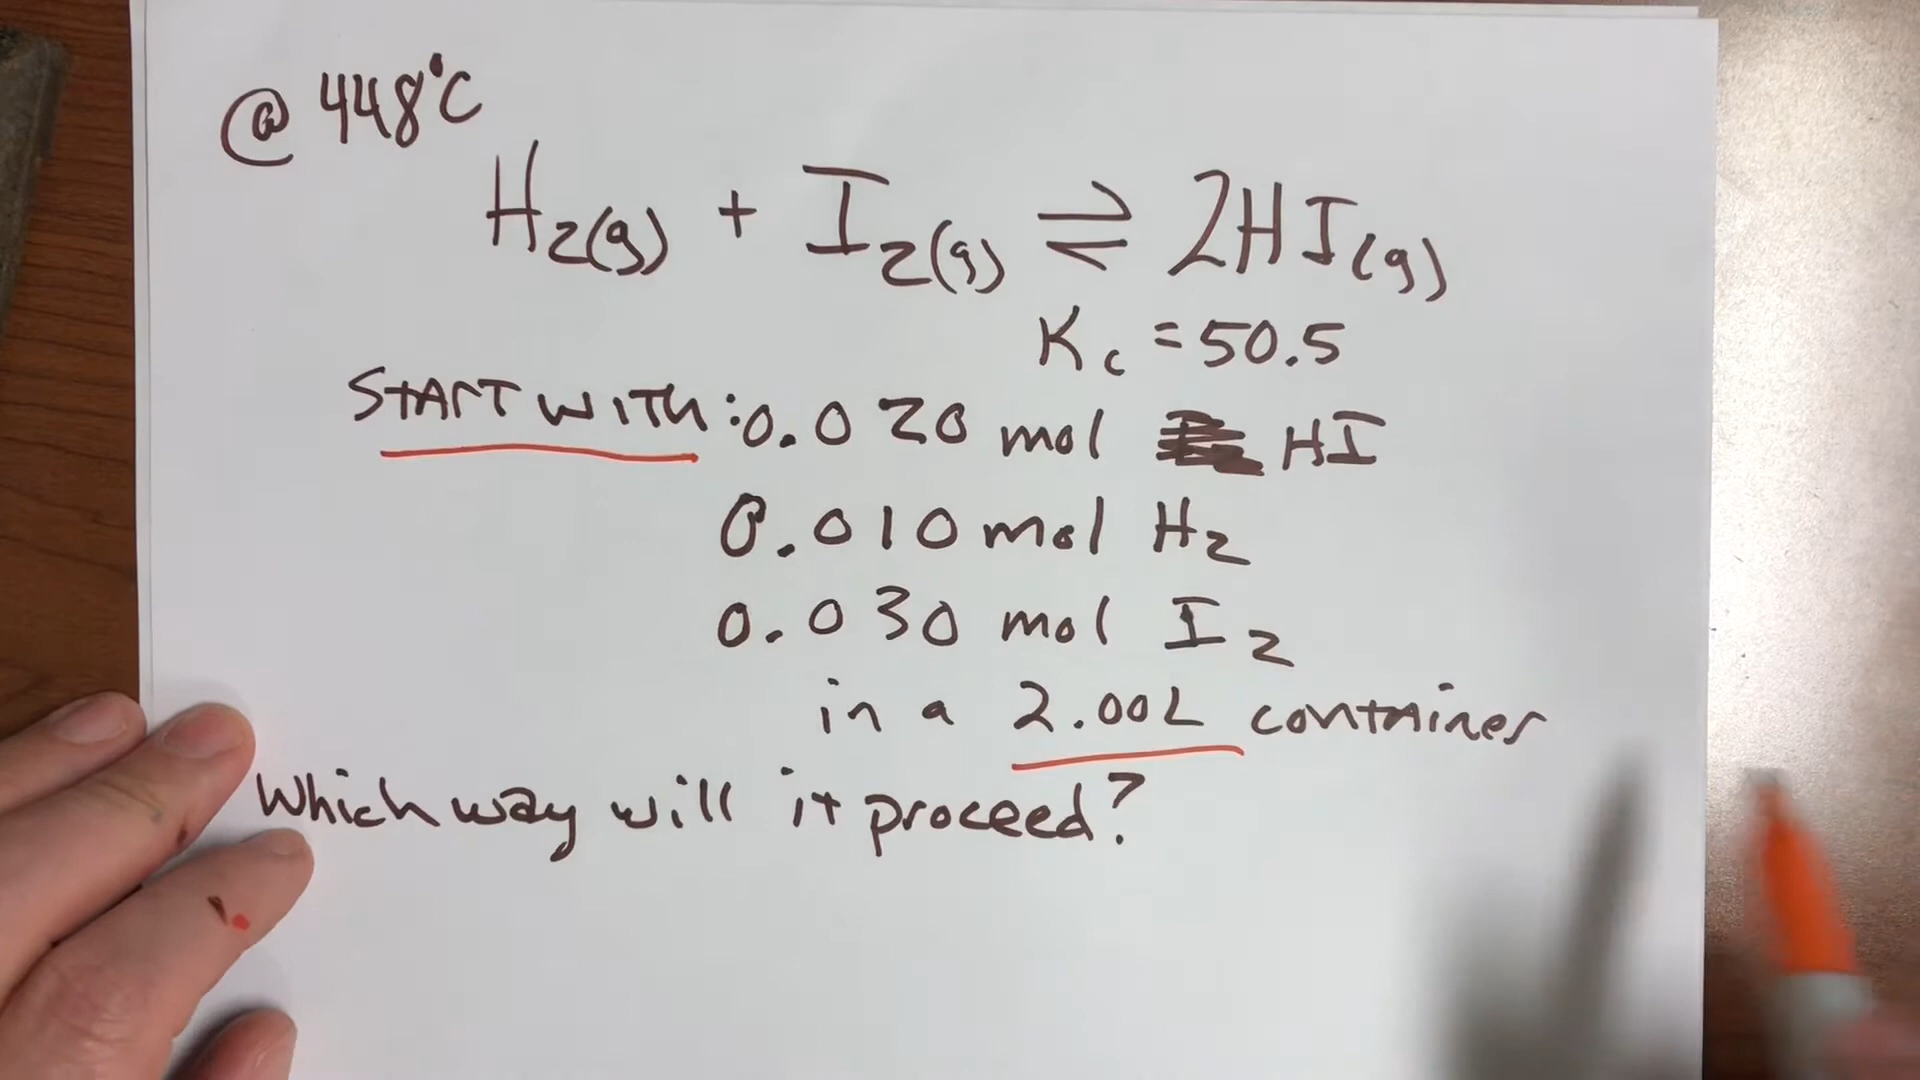 @ 448°C
H₂(g) + I₂(g) ⇌ 2HI(g)
Kc = 50.5
START WITH: 0.020 mol HI
0.010 mol H₂
0.030 mol I₂
in a 2.00L container
Which way will it proceed?